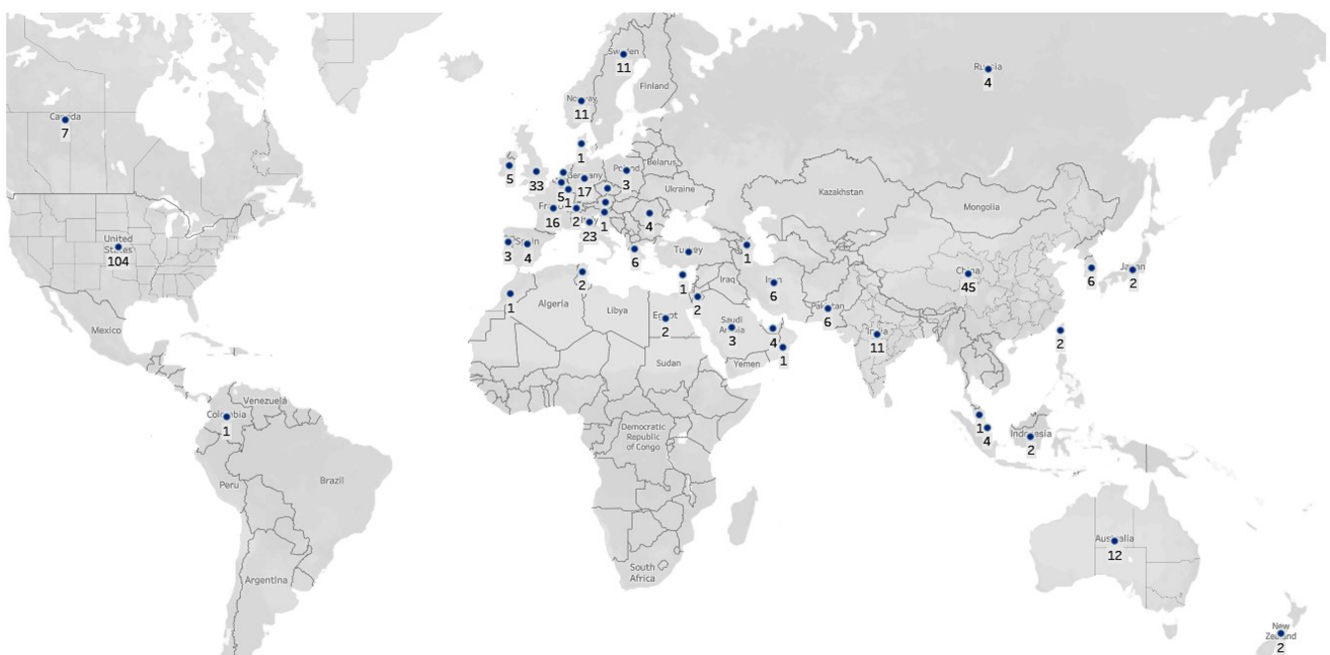 Sweden
11
Finland
Russia
4
Norway
11
Canada
7
1
5
33
Germany
17
5
1
Poland
3
Belarus
Ukraine
Kazakhstan
Mongolia
France
16
2
Italy
23
1
4
United
States
104
3
Spain
4
6
Turkey
1
China
45
6
Japan
2
2
1
Iraq
2
Iran
6
1
Algeria
Libya
Egypt
2
Saudi
Arabia
3
4
1
Pakistan
6
India
11
2
Mexico
Sudan
Yemen
Venezuela
Colombia
1
1
4
Indonesia
2
Democratic
Republic
of Congo
Peru
Brazil
Australia
12
South
Africa
Argentina
New
Zealand
2